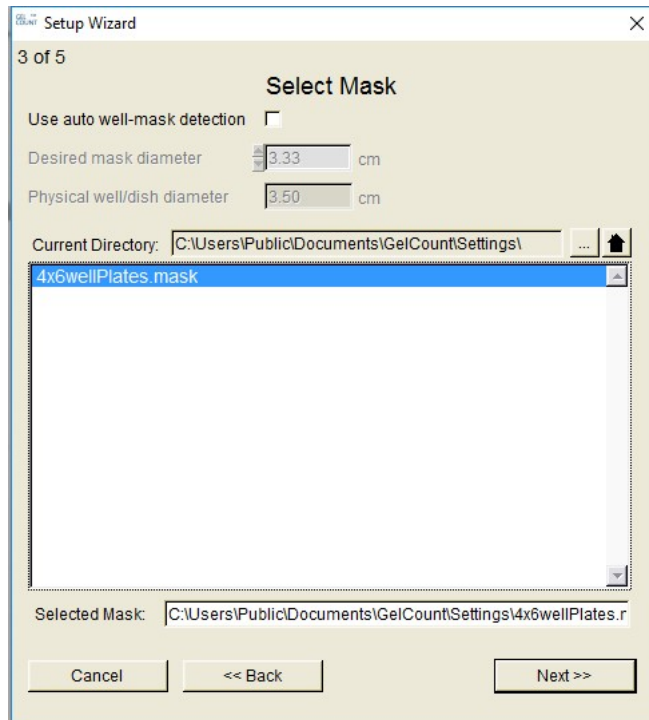 GEL COUNT™ Setup Wizard
3 of 5
Select Mask
Use auto well-mask detection
Desired mask diameter 3.33 cm
Physical well/dish diameter 3.50 cm
Current Directory: C:\Users\Public\Documents\GelCount\Settings\ ...
4x6wellPlates.mask
Selected Mask: C:\Users\Public\Documents\GelCount\Settings\4x6wellPlates.r
Cancel << Back Next >>